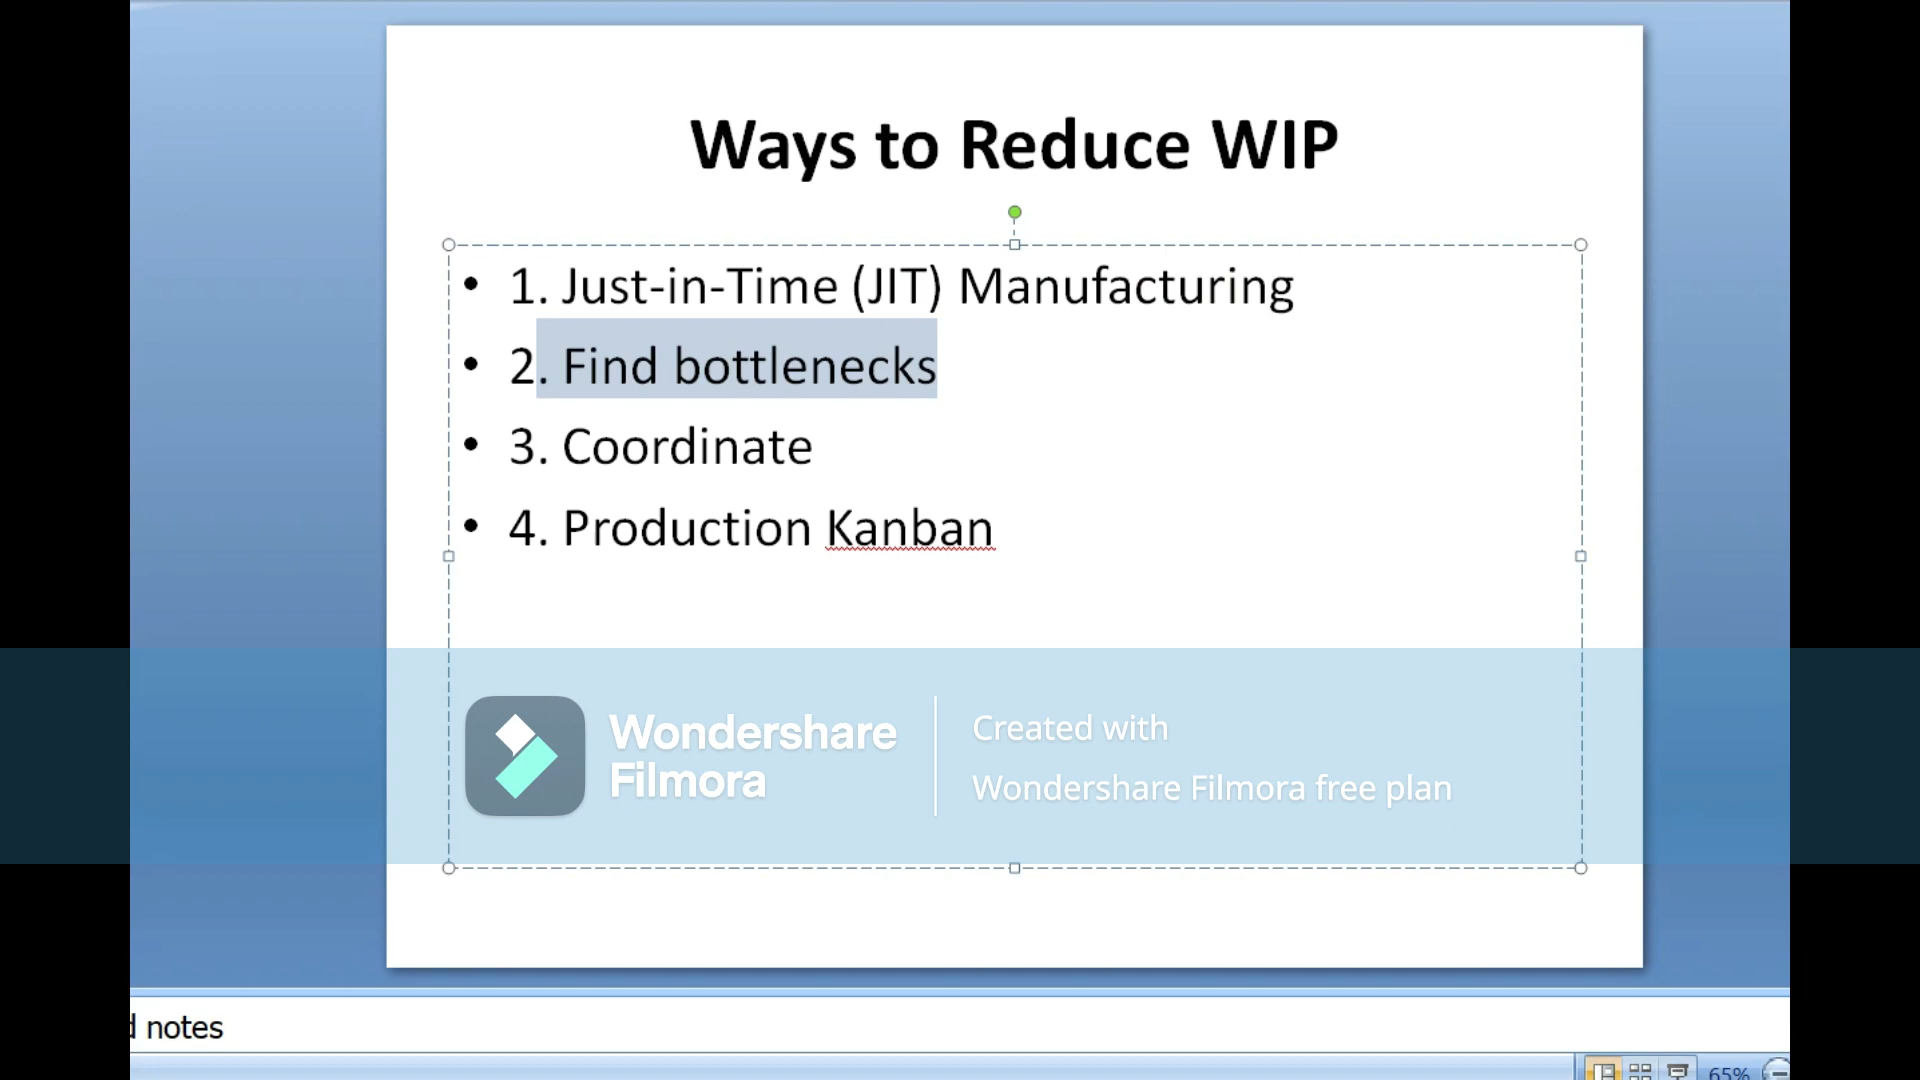 Ways to Reduce WIP
• 1. Just-in-Time (JIT) Manufacturing
• 2. Find bottlenecks
• 3. Coordinate
• 4. Production Kanban
Wondershare
Filmora
Created with
Wondershare Filmora free plan
d notes
65%